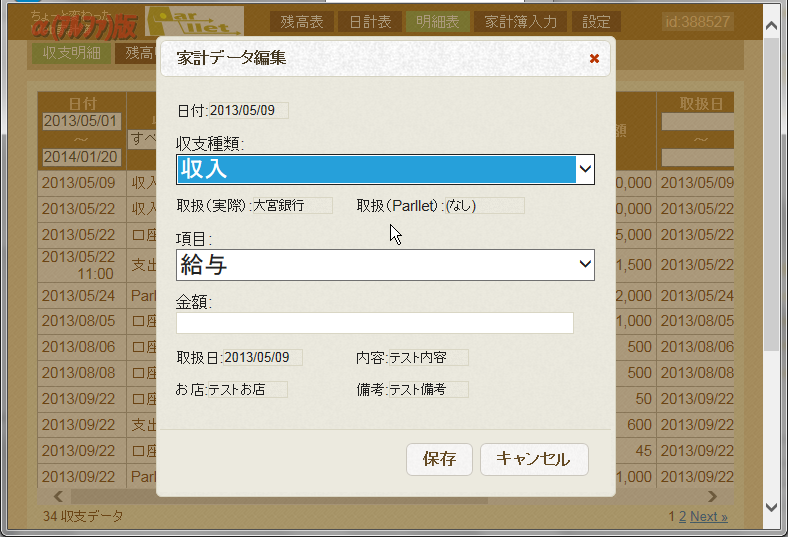 ちょっと変わった
α(アルファ)版
Parllet.
残高表 日計表 明細表 家計簿入力 設定
id:388527
収支明細 残高
家計データ編集
日付:2013/05/09
収支種類:
収入
取扱(実際):大宮銀行 取扱(Parllet):(なし)
項目:
給与
金額:
取扱日:2013/05/09 内容:テスト内容
お店:テストお店 備考:テスト備考
保存 キャンセル
日付 取扱日
2013/05/01 すべ 額
～ ～
2014/01/20
2013/05/09 収入 0,000 2013/05/09
2013/05/22 収入 0,000 2013/05/22
2013/05/22 口座 5,000 2013/05/22
2013/05/22 11:00 支出 1,500 2013/05/22
2013/05/24 Parl 2,000 2013/05/24
2013/08/05 口座 1,000 2013/08/05
2013/08/06 口座 500 2013/08/06
2013/08/08 口座 500 2013/08/08
2013/09/22 口座 50 2013/09/22
2013/09/22 支出 600 2013/09/22
2013/09/22 口座 45 2013/09/22
2013/09/22 Parl 1,000 2013/09/22
34 収支データ
1 2 Next »